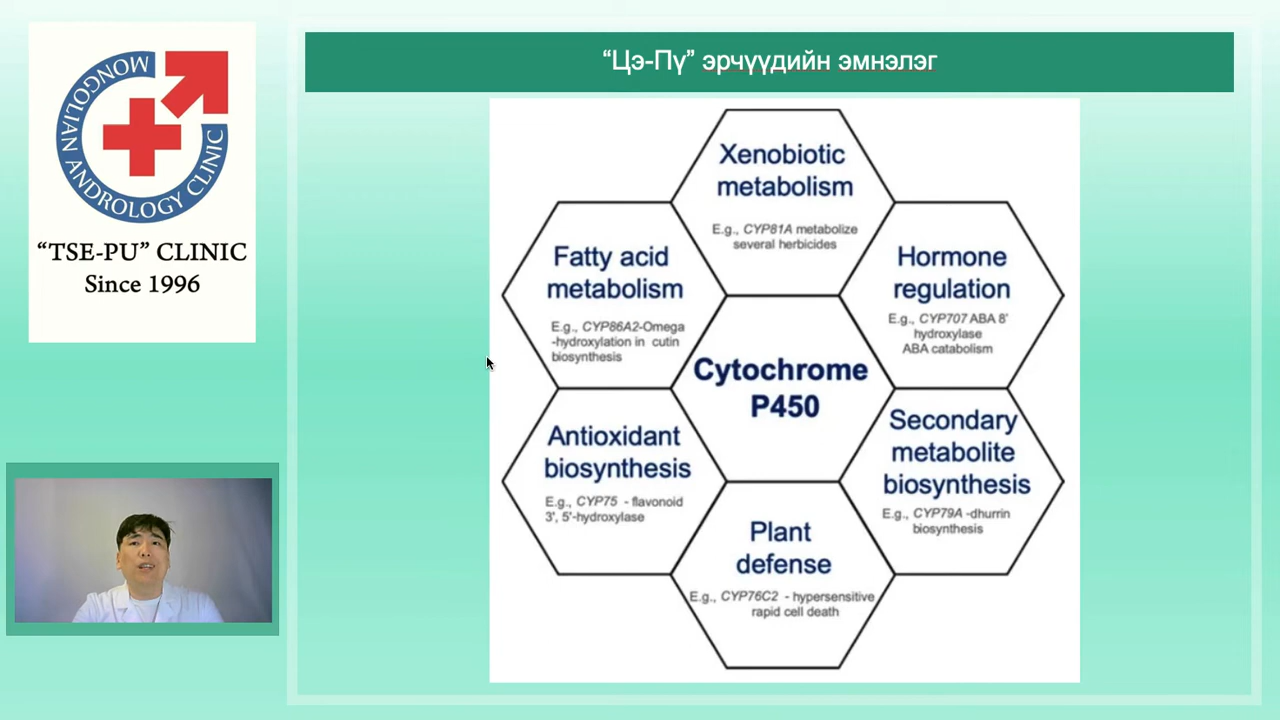 MONGOLIAN ANDROLOGY CLINIC
“TSE-PU” CLINIC
Since 1996
“Цэ-Пү” эрчүүдийн эмнэлэг
Xenobiotic
metabolism
E.g., CYP81A metabolize
several herbicides
Fatty acid
metabolism
E.g., CYP86A2-Omega
-hydroxylation in cutin
biosynthesis
Hormone
regulation
E.g., CYP707 ABA 8'
hydroxylase
ABA catabolism
Cytochrome
P450
Antioxidant
biosynthesis
E.g., CYP75 - flavonoid
3', 5'-hydroxylase
Secondary
metabolite
biosynthesis
E.g., CYP79A -dhurrin
biosynthesis
Plant
defense
E.g., CYP76C2 - hypersensitive
rapid cell death